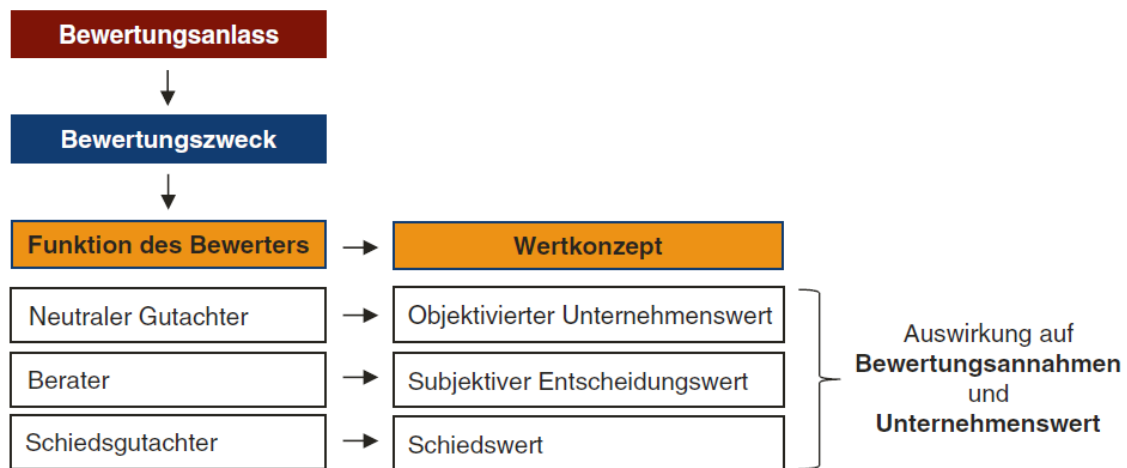 Bewertungsanlass
Bewertungszweck
Funktion des Bewerters
Wertkonzept
Neutraler Gutachter
Objektivierter Unternehmenswert
Berater
Subjektiver Entscheidungswert
Schiedsgutachter
Schiedswert
Auswirkung auf
Bewertungsannahmen
und
Unternehmenswert